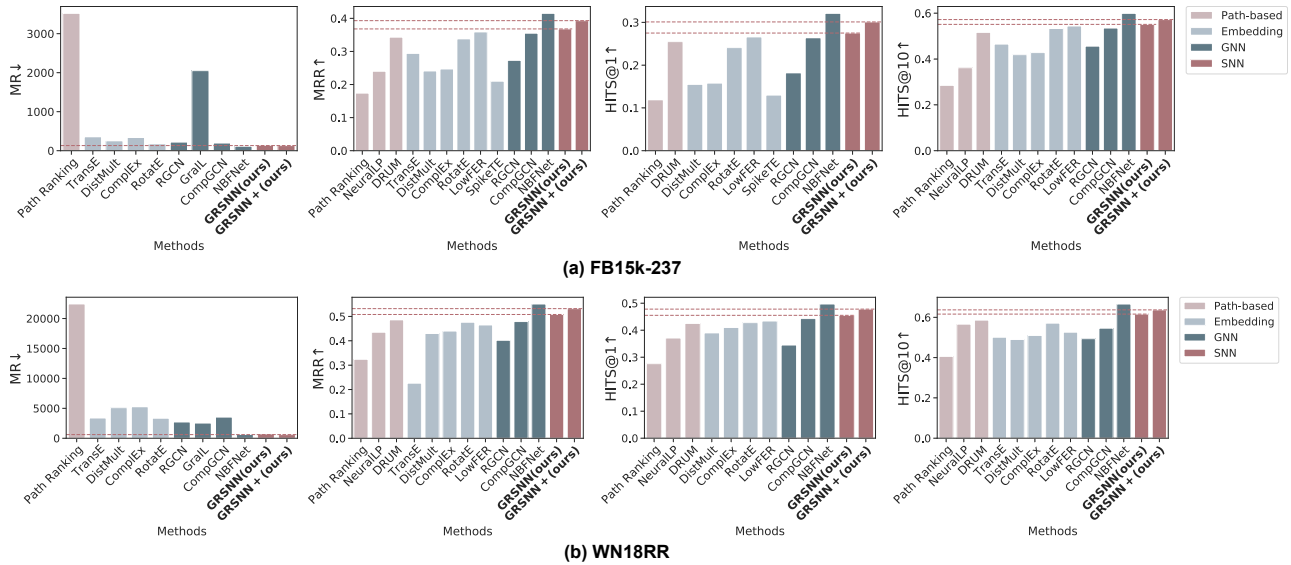 MR↓
3000
2000
1000
0
Path Ranking
TransE
DistMult
ComplEx
RotatE
RGCN
GraIL
CompGCN
NBFNet
GRSNN(ours)
GRSNN + (ours)
Methods
MRR↑
0.4
0.3
0.2
0.1
0.0
Path Ranking
NeuralLP
DRUM
TransE
DistMult
ComplEx
RotatE
LowFER
SpikeTE
RGCN
CompGCN
NBFNet
GRSNN(ours)
GRSNN + (ours)
Methods
HITS@1↑
0.3
0.2
0.1
0.0
Path Ranking
DRUM
DistMult
ComplEx
RotatE
LowFER
SpikeTE
RGCN
CompGCN
NBFNet
GRSNN(ours)
GRSNN + (ours)
Methods
HITS@10↑
0.6
0.4
0.2
0.0
Path Ranking
NeuralLP
DRUM
TransE
DistMult
ComplEx
RotatE
LowFER
RGCN
CompGCN
NBFNet
GRSNN(ours)
GRSNN + (ours)
Methods
Path-based
Embedding
GNN
SNN
(a) FB15k-237
MR↓
20000
15000
10000
5000
0
Path Ranking
TransE
DistMult
ComplEx
RotatE
RGCN
GraIL
CompGCN
NBFNet
GRSNN(ours)
GRSNN + (ours)
Methods
MRR↑
0.5
0.4
0.3
0.2
0.1
0.0
Path Ranking
NeuralLP
DRUM
TransE
DistMult
ComplEx
RotatE
LowFER
RGCN
CompGCN
NBFNet
GRSNN(ours)
GRSNN + (ours)
Methods
HITS@1↑
0.5
0.4
0.3
0.2
0.1
0.0
Path Ranking
NeuralLP
DRUM
DistMult
ComplEx
RotatE
LowFER
RGCN
CompGCN
NBFNet
GRSNN(ours)
GRSNN + (ours)
Methods
HITS@10↑
0.6
0.4
0.2
0.0
Path Ranking
NeuralLP
DRUM
TransE
DistMult
ComplEx
RotatE
LowFER
RGCN
CompGCN
NBFNet
GRSNN(ours)
GRSNN + (ours)
Methods
Path-based
Embedding
GNN
SNN
(b) WN18RR